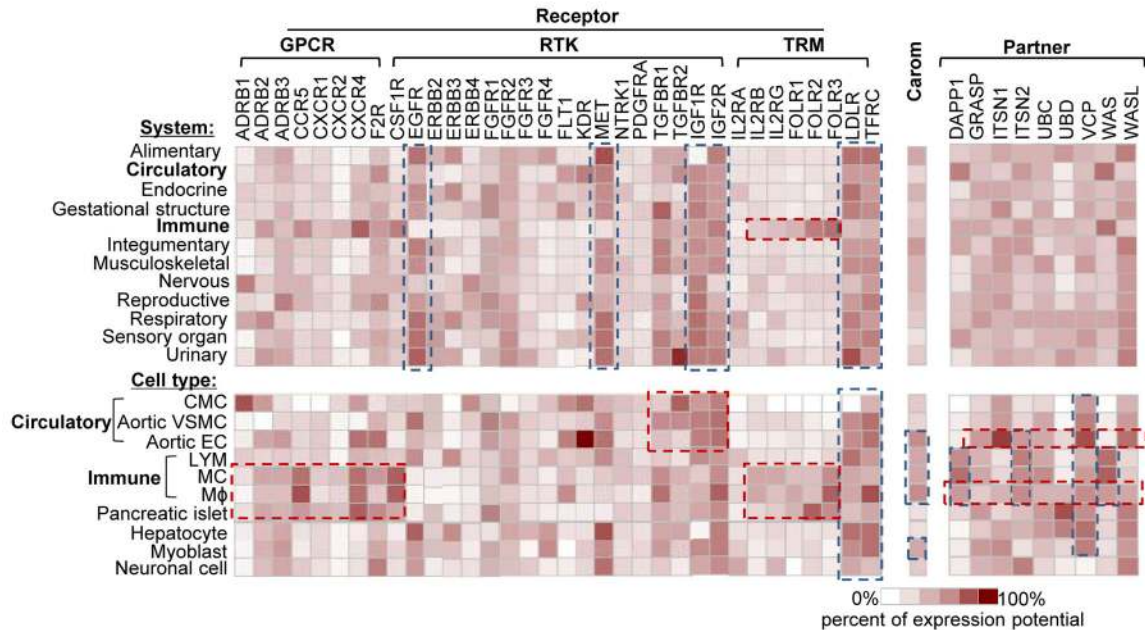 Receptor
GPCR RTK TRM Carom Partner
ADRB1 ADRB2 ADRB3 CCR5 CXCR1 CXCR2 CXCR4 F2R CSF1R EGFR ERBB2 ERBB3 ERBB4 FGFR1 FGFR2 FGFR3 FGFR4 FLT1 KDR MET NTRK1 PDGFRA TGFBR1 TGFBR2 IGF1R IGF2R IL2RA IL2RB IL2RG FOLR1 FOLR2 FOLR3 LDLR TFRC DAPP1 GRASP ITSN1 ITSN2 UBC UBD VCP WAS WASL
System:
Alimentary
Circulatory
Endocrine
Gestational structure
Immune
Integumentary
Musculoskeletal
Nervous
Reproductive
Respiratory
Sensory organ
Urinary
Cell type:
CMC
Circulatory Aortic VSMC
Aortic EC
LYM
Immune MC
Mϕ
Pancreatic islet
Hepatocyte
Myoblast
Neuronal cell
0% 100%
percent of expression potential